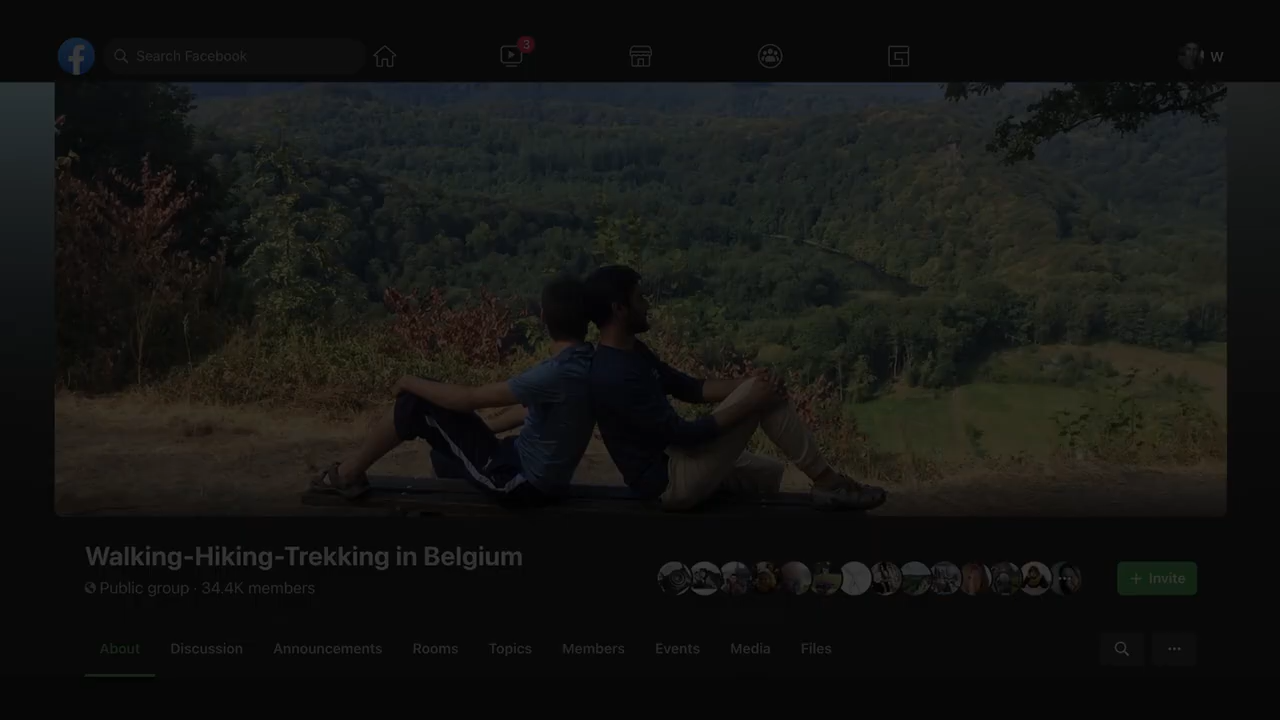 Search Facebook
3
W
Walking-Hiking-Trekking in Belgium
Public group · 34.4K members
+ Invite
About Discussion Announcements Rooms Topics Members Events Media Files